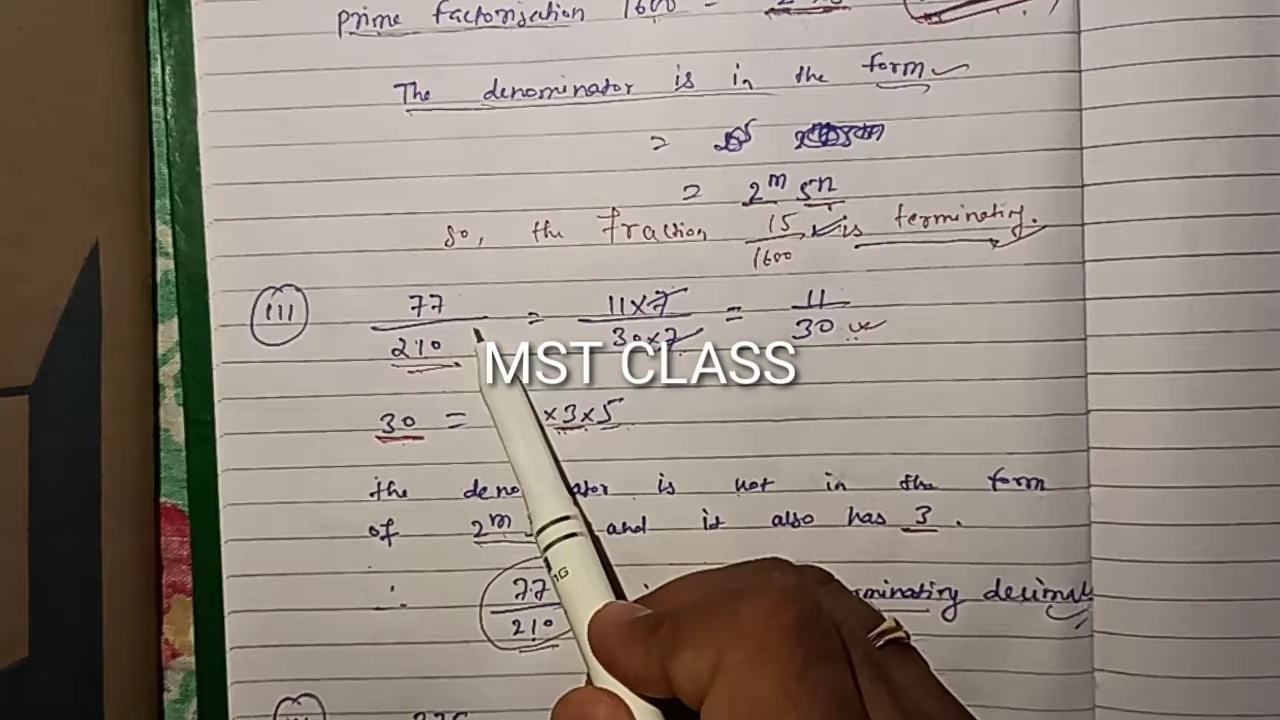 prime factorisation 1600 =
The denominator is in the form
=
= 2^m 5^n
So, the fraction 15/1600 is terminating.
(iii) 77/210 = 11×7/30×7 = 11/30
MST CLASS
30 = ×3×5
the denominator is not in the form
of 2^m and it also has 3.
∴ 77/210 decimal